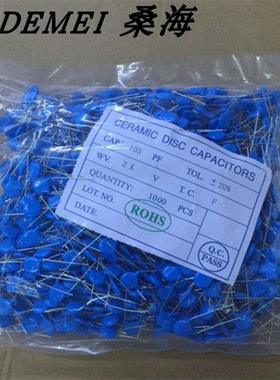 DEMEI 桑海
CERAMIC DISC CAPACITORS
CAP: 103 PF TOL. ± 20%
WV. 2 K V T.C. F
QUANTITY: 1000 PCS
LOT. NO.
ROHS
DATE.
Q.C.
PASS